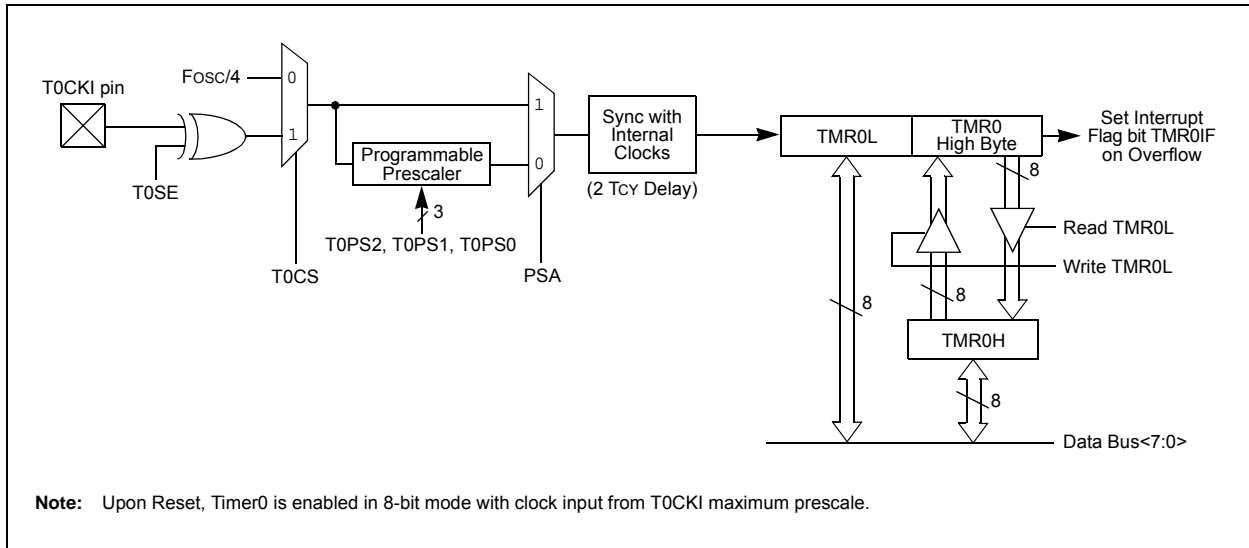 FOSC/4
0
T0CKI pin
1
T0SE
T0CS
Programmable
Prescaler
3
T0PS2, T0PS1, T0PS0
1
0
PSA
Sync with
Internal
Clocks
(2 TCY Delay)
TMR0L
TMR0
High Byte
Set Interrupt
Flag bit TMR0IF
on Overflow
8
Read TMR0L
Write TMR0L
8
8
TMR0H
8
Data Bus<7:0>
Note: Upon Reset, Timer0 is enabled in 8-bit mode with clock input from T0CKI maximum prescale.